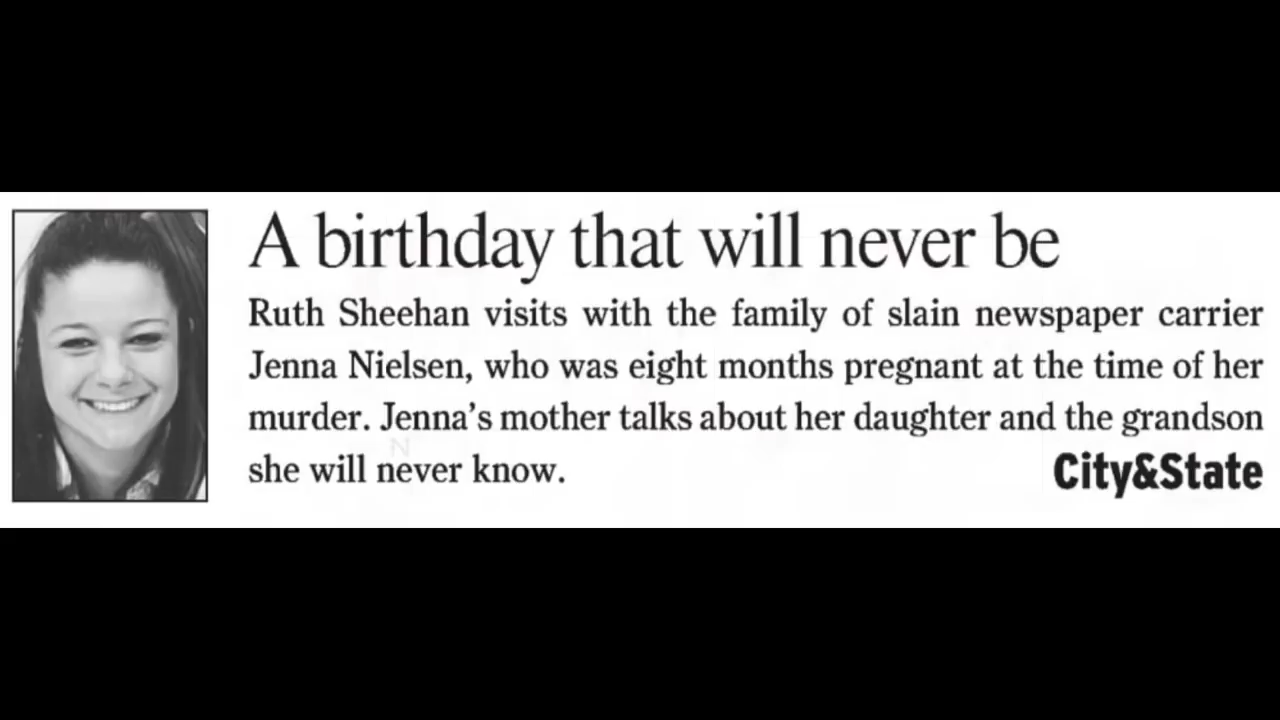 A birthday that will never be
Ruth Sheehan visits with the family of slain newspaper carrier
Jenna Nielsen, who was eight months pregnant at the time of her
murder. Jenna's mother talks about her daughter and the grandson
she will never know.
City&State